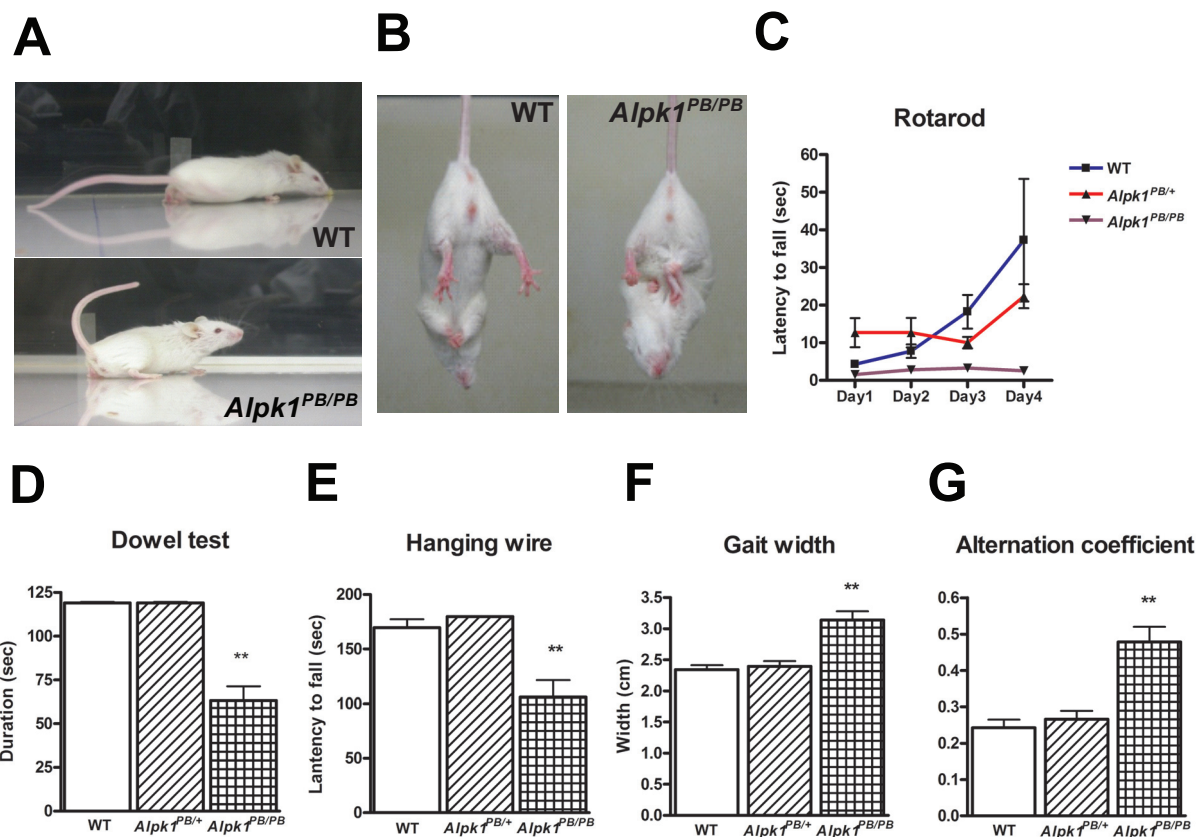 A
B
C
WT
Alpk1PB/PB
WT
Alpk1PB/PB
Rotarod
Latency to fall (sec)
60
50
40
30
20
10
0
Day1 Day2 Day3 Day4
WT
Alpk1PB/+
Alpk1PB/PB
D
E
F
G
Dowel test
Duration (sec)
125
100
75
50
25
0
**
WT Alpk1PB/+ Alpk1PB/PB
Hanging wire
Lantency to fall (sec)
200
150
100
50
0
**
WT Alpk1PB/+ Alpk1PB/PB
Gait width
Width (cm)
3.5
3.0
2.5
2.0
1.5
1.0
0.5
0.0
**
WT Alpk1PB/+ Alpk1PB/PB
Alternation coefficient
0.6
0.5
0.4
0.3
0.2
0.1
0.0
**
WT Alpk1PB/+ Alpk1PB/PB